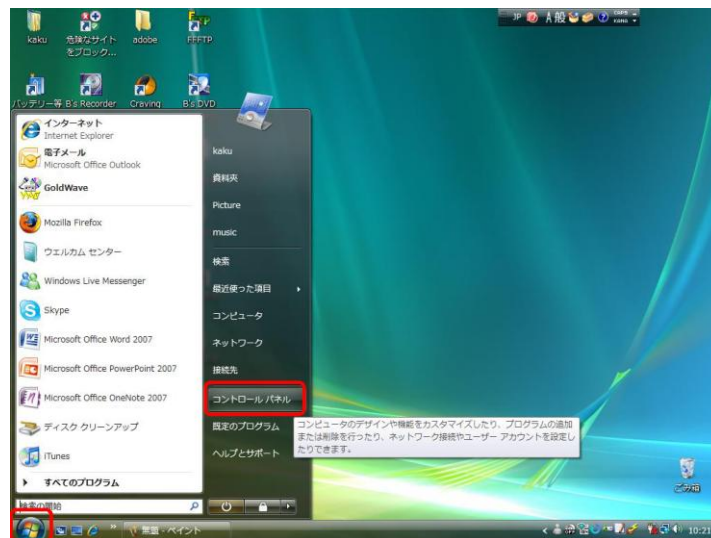 JP
A 般
CAPS
KANA
kaku
危険なサイト
をブロック...
adobe
FFFTP
バッテリー等
B's Recorder
Craving
B's DVD
インターネット
Internet Explorer
電子メール
Microsoft Office Outlook
GoldWave
Mozilla Firefox
ウェルカム センター
Windows Live Messenger
Skype
Microsoft Office Word 2007
Microsoft Office PowerPoint 2007
Microsoft Office OneNote 2007
ディスク クリーンアップ
iTunes
すべてのプログラム
検索の開始
kaku
資料夾
Picture
music
検索
最近使った項目
コンピュータ
ネットワーク
接続先
コントロール パネル
既定のプログラム
ヘルプとサポート
コンピュータのデザインや機能をカスタマイズしたり、プログラムの追加
または削除を行ったり、ネットワーク接続やユーザー アカウントを設定し
たりできます。
ごみ箱
無題 - ペイント
10:21